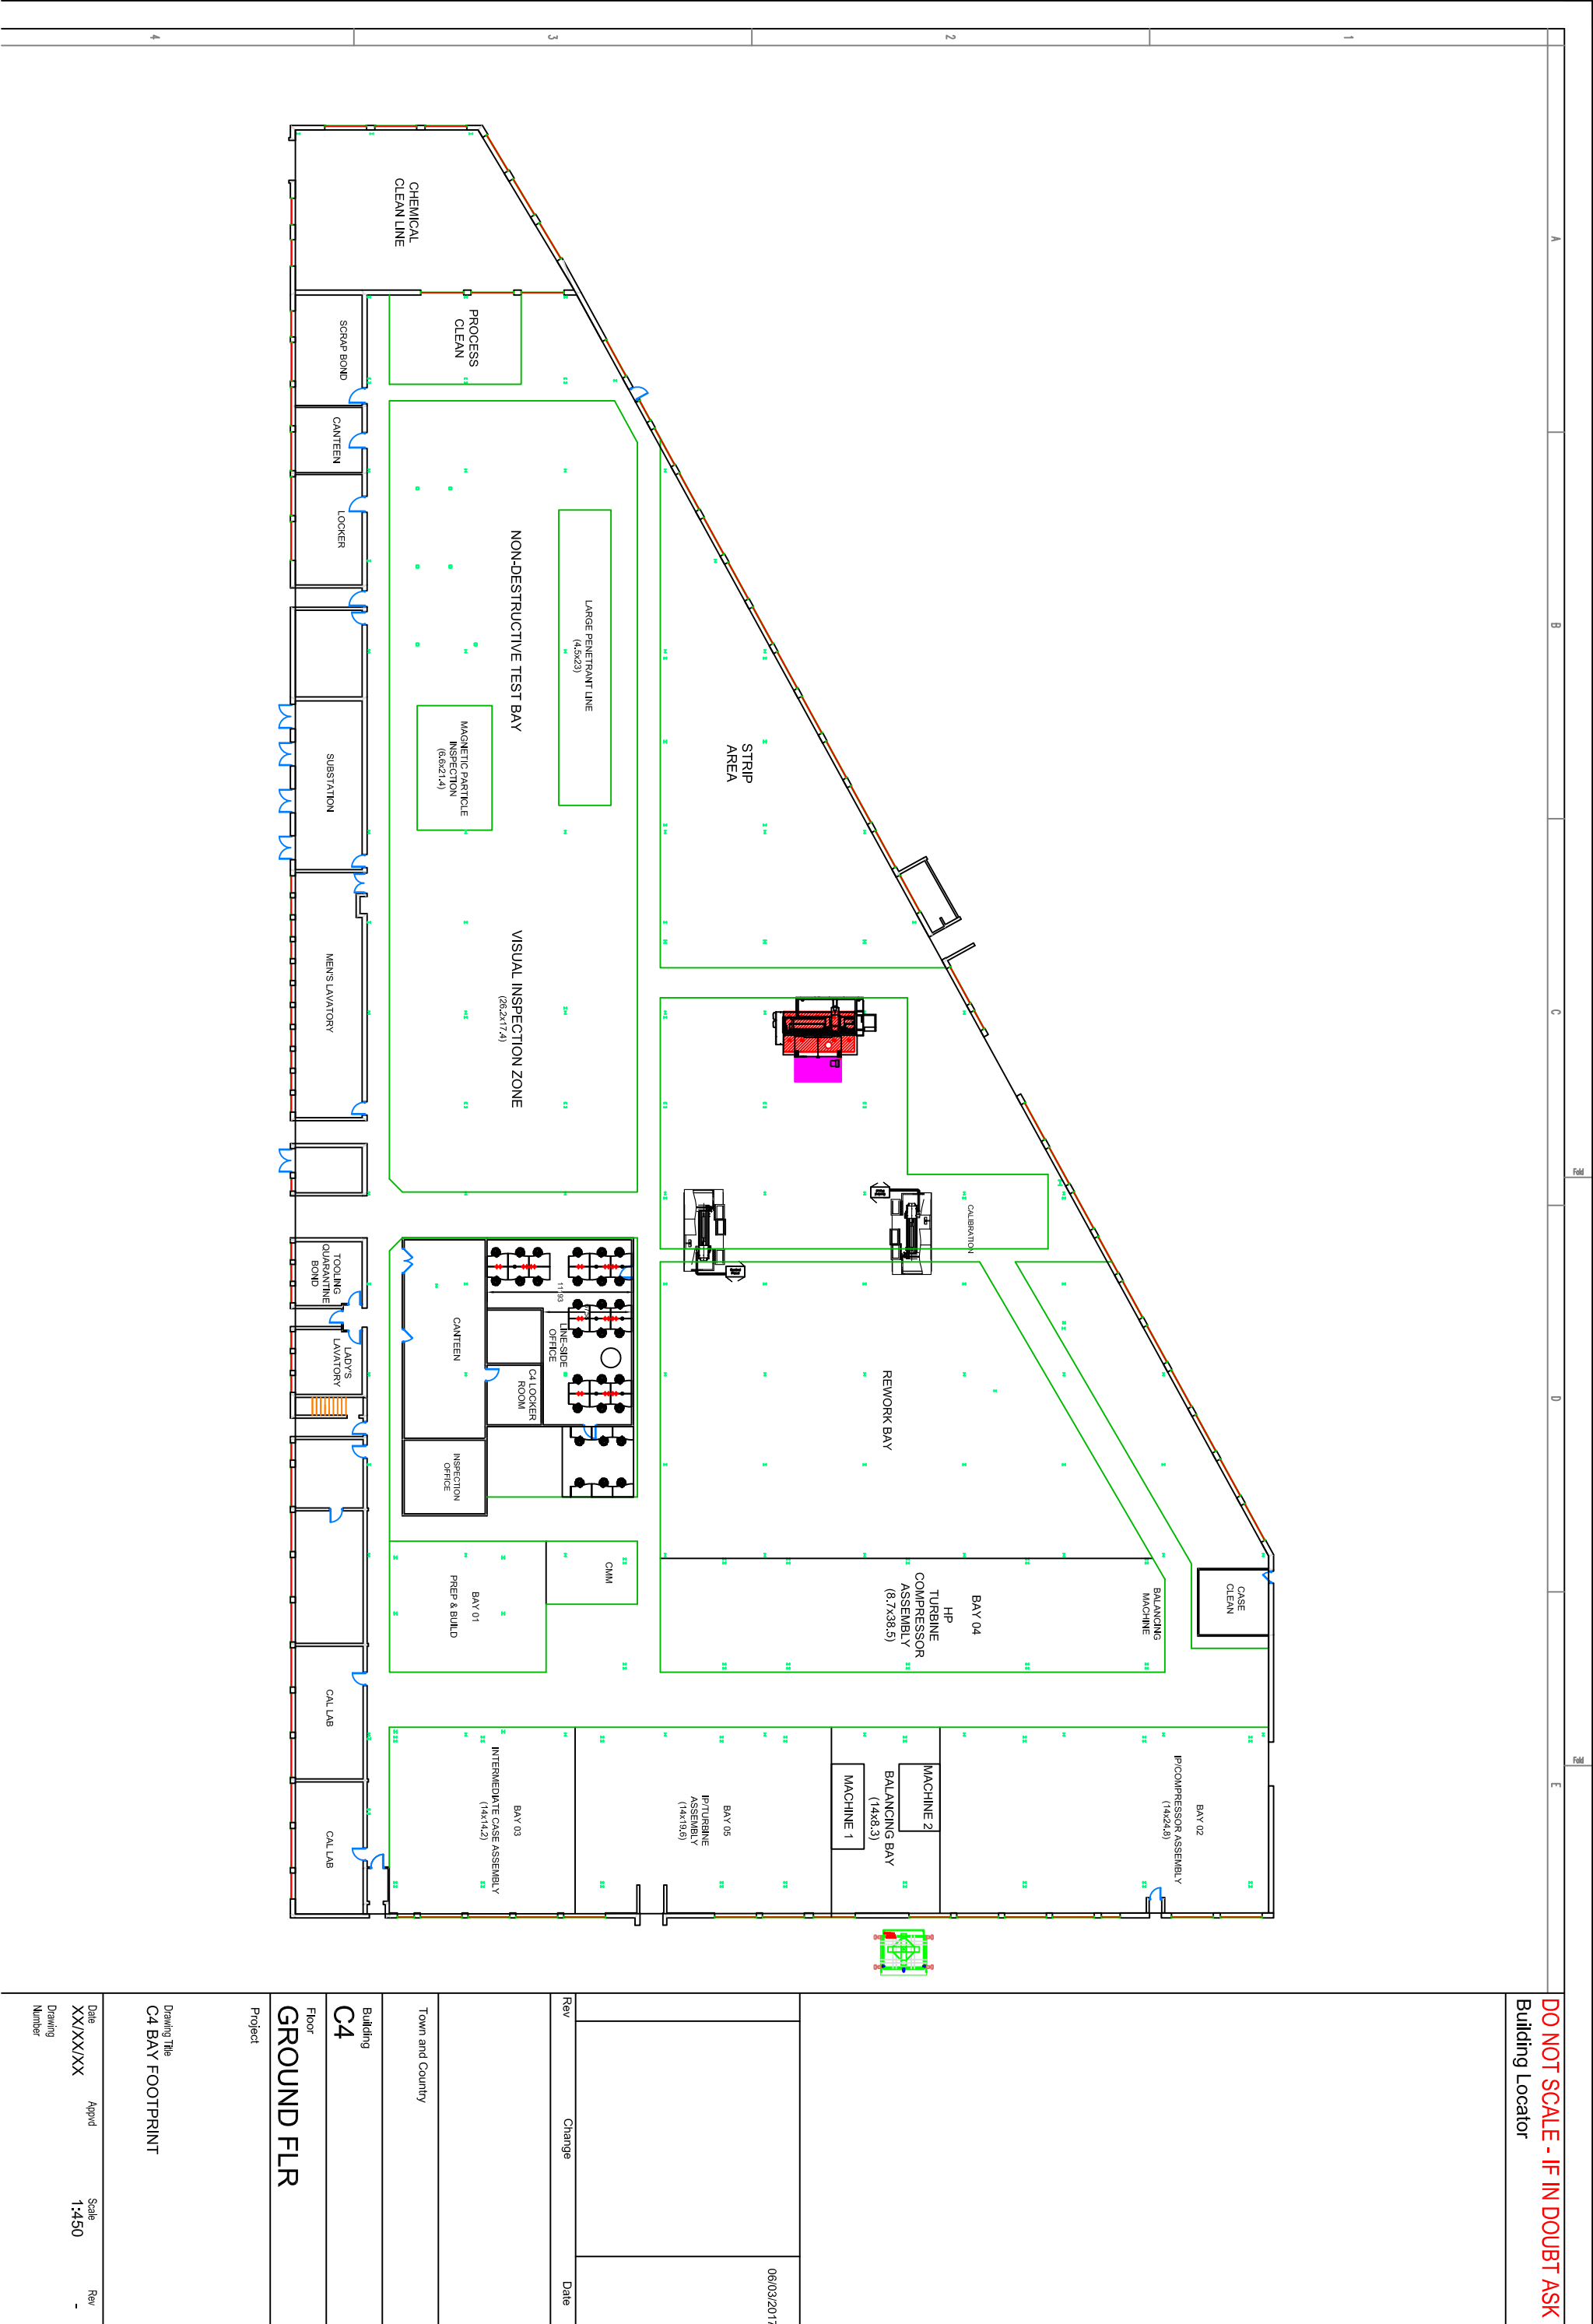 DO NOT SCALE - IF IN DOUBT ASK
Building Locator
1
2
3
4
A
B
C
D
E
Fold
Fold
CHEMICAL
CLEAN LINE
PROCESS
CLEAN
SCRAP BOND
CANTEEN
LOCKER
NON-DESTRUCTIVE TEST BAY
LARGE PENETRANT LINE
(4.5x23)
MAGNETIC PARTICLE
INSPECTION
(6.6x21.4)
SUBSTATION
STRIP
AREA
VISUAL INSPECTION ZONE
(26.2x17.4)
MEN'S LAVATORY
CALIBRATION
TOOLING
QUARANTINE
BOND
LADY'S
LAVATORY
CANTEEN
11.93
LINE-SIDE
OFFICE
C4 LOCKER
ROOM
INSPECTION
OFFICE
REWORK BAY
CASE
CLEAN
BALANCING
MACHINE
BAY 04
HP
TURBINE
COMPRESSOR
ASSEMBLY
(8.7x38.5)
CMM
BAY 01
PREP & BUILD
CAL LAB
CAL LAB
BAY 02
IP/COMPRESSOR ASSEMBLY
(14x24.8)
MACHINE 2
BALANCING BAY
(14x8.3)
MACHINE 1
BAY 05
IP/TURBINE
ASSEMBLY
(14x19.6)
BAY 03
INTERMEDIATE CASE ASSEMBLY
(14x14.2)
06/03/2017
Rev
Change
Date
Town and Country
Building
C4
Floor
GROUND FLR
Project
Drawing Title
C4 BAY FOOTPRINT
Date
XX/XX/XX
Appvd
Scale
1:450
Rev
-
Drawing
Number